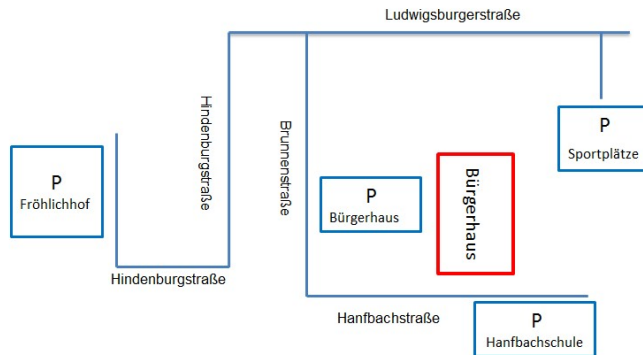 Ludwigsburgerstraße
Hindenburgstraße
Brunnenstraße
P
Sportplätze
P
Fröhlichhof
P
Bürgerhaus
Bürgerhaus
Hindenburgstraße
Hanfbachstraße
P
Hanfbachschule